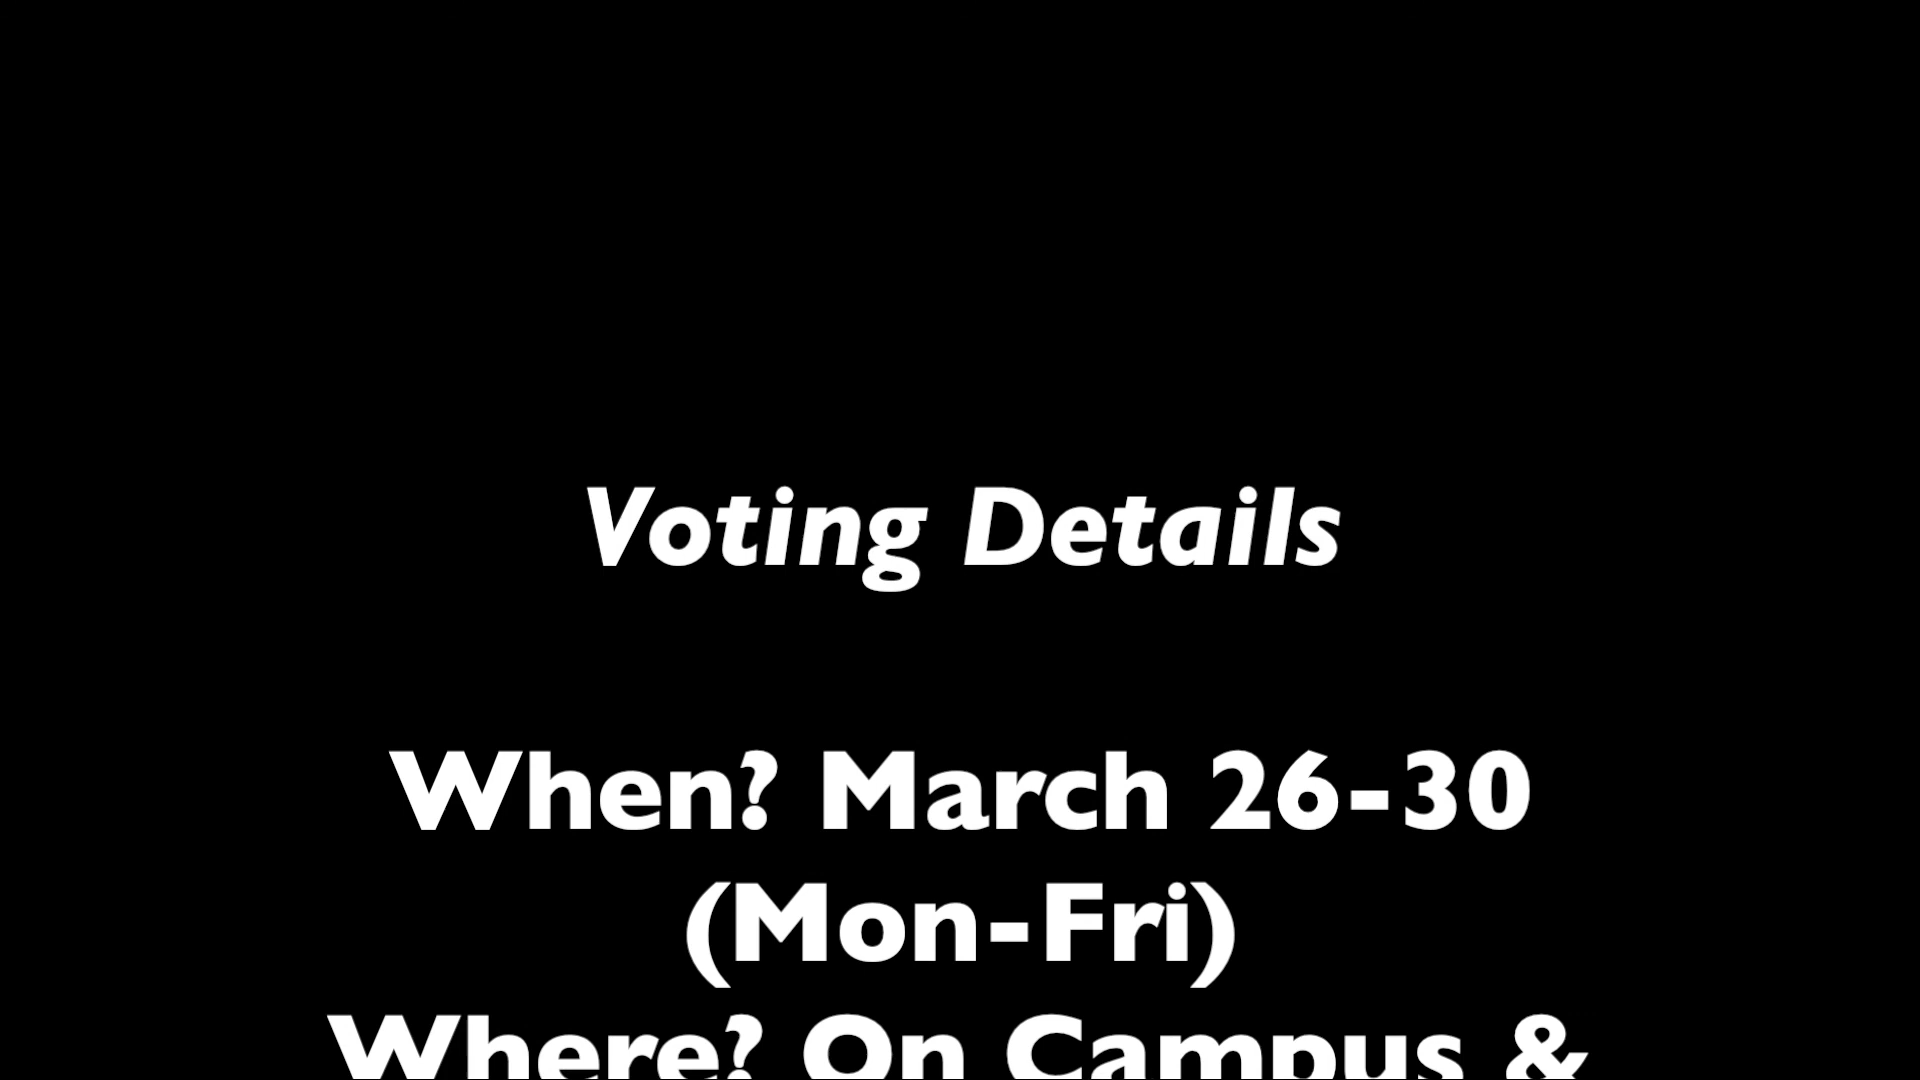 Voting Details
When? March 26-30
(Mon-Fri)
Where? On Campus &